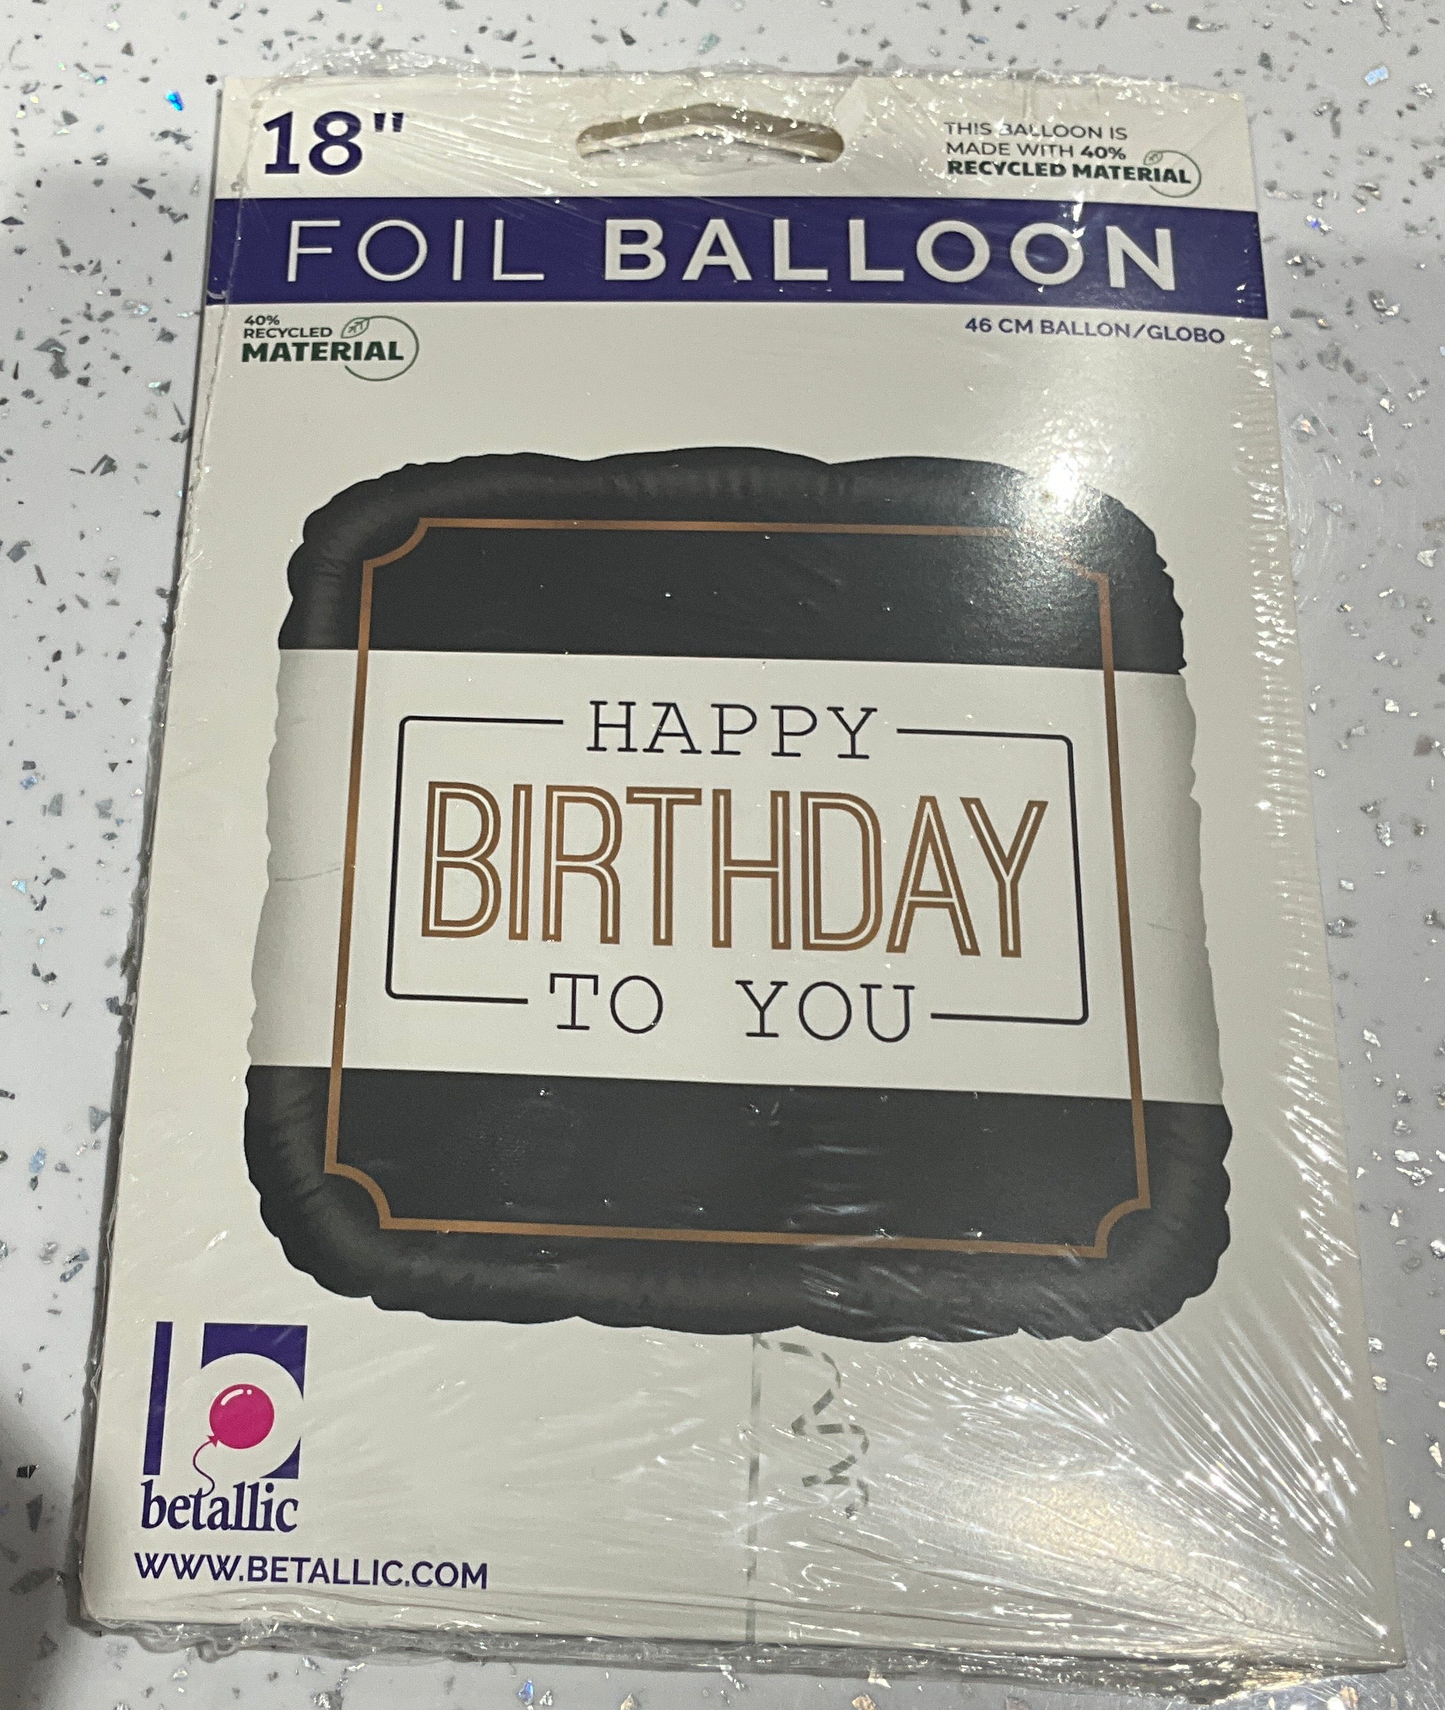 18"
THIS BALLOON IS
MADE WITH 40%
RECYCLED MATERIAL
FOIL BALLOON
40%
RECYCLED
MATERIAL
46 CM BALLON/GLOBO
HAPPY
BIRTHDAY
TO YOU
betallic
WWW.BETALLIC.COM